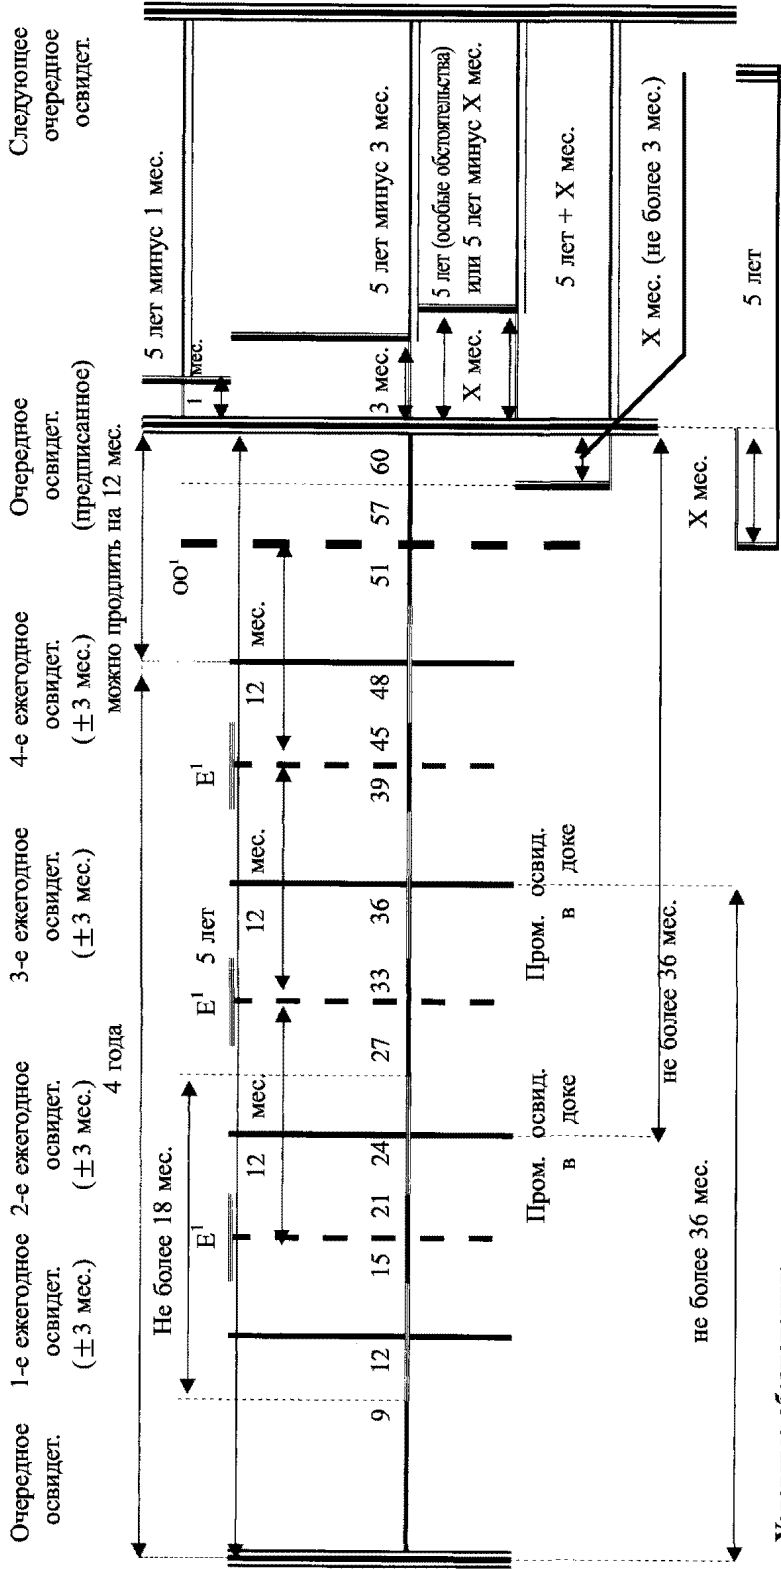 Очередное
освидет.
1-е ежегодное
освидет.
(±3 мес.)
2-е ежегодное
освидет.
(±3 мес.)
3-е ежегодное
освидет.
(±3 мес.)
4-е ежегодное
освидет.
(±3 мес.)
Очередное
освидет.
(предписанное)
Следующее
очередное
освидет.
4 года
можно продлить на 12 мес.
Не более 18 мес.
5 лет минус 1 мес.
1 мес.
E¹
E¹
5 лет
E¹
ОО¹
12 мес.
12 мес.
12 мес.
9 12 15 21 24 27 33 36 39 45 48 51 57 60
3 мес.
5 лет минус 3 мес.
X мес.
5 лет (особые обстоятельства)
или 5 лет минус X мес.
5 лет + X мес.
X мес. (не более 3 мес.)
Пром. освид.
в доке
Пром. освид.
в доке
не более 36 мес.
не более 36 мес.
X мес.
5 лет